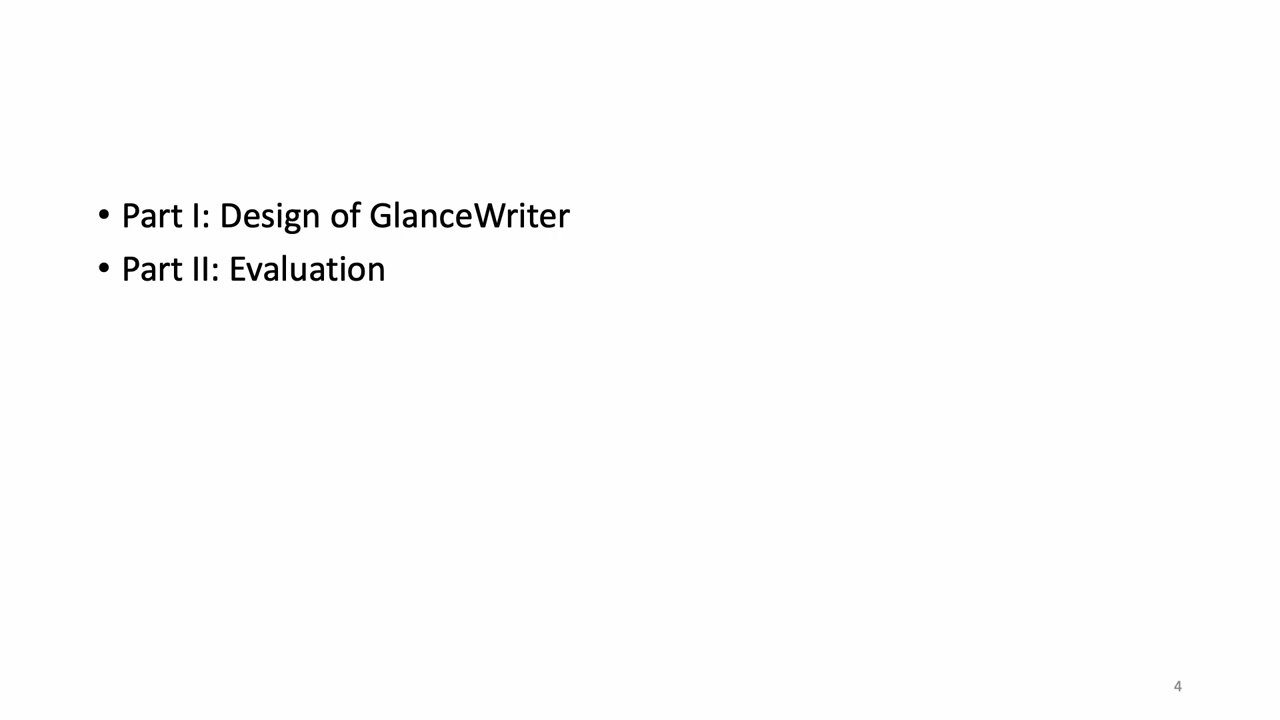 • Part I: Design of GlanceWriter
• Part II: Evaluation
4